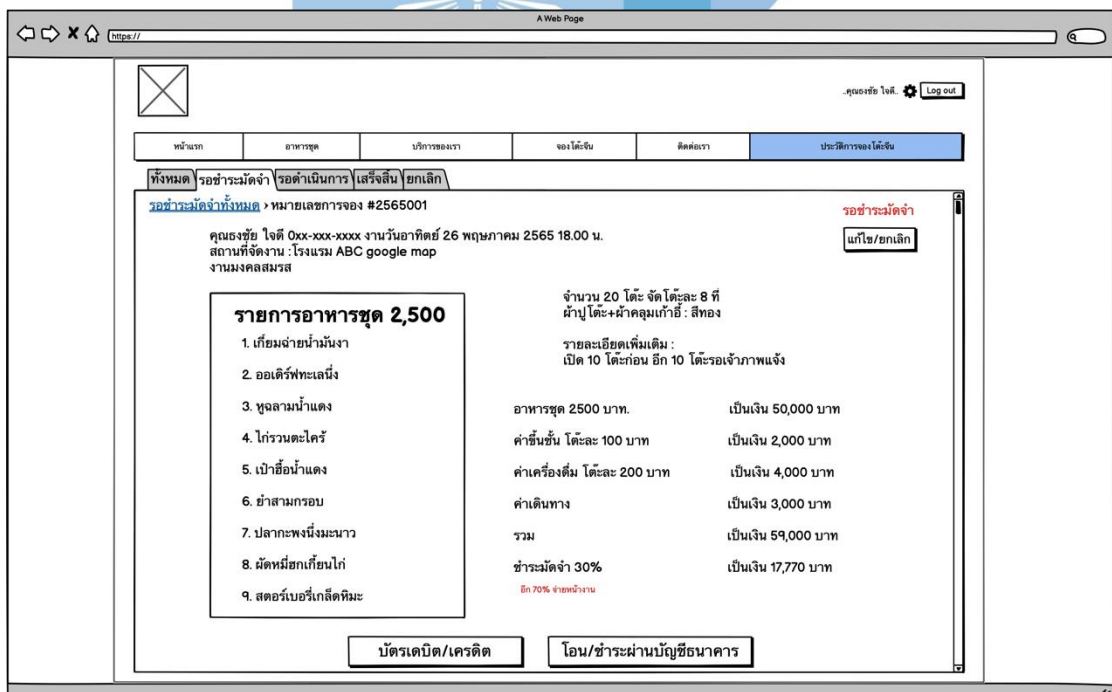 A Web Page
https://
..คุณธงชัย ใจดี.. Log out
หน้าแรก อาหารชุด บริการของเรา จองโต๊ะจีน ติดต่อเรา ประวัติการจองโต๊ะจีน
ทั้งหมด รอชำระมัดจำ รอดำเนินการ เสร็จสิ้น ยกเลิก
รอชำระมัดจำทั้งหมด › หมายเลขการจอง #2565001
รอชำระมัดจำ
แก้ไข/ยกเลิก
คุณธงชัย ใจดี 0xx-xxx-xxxx งานวันอาทิตย์ 26 พฤษภาคม 2565 18.00 น.
สถานที่จัดงาน :โรงแรม ABC google map
งานมงคลสมรส
รายการอาหารชุด 2,500
1. เกี้ยมฉ่ายน้ำมันงา
2. ออเดิร์ฟทะเลนึ่ง
3. หูฉลามน้ำแดง
4. ไก่รวนตะไคร้
5. เป๋าฮื้อน้ำแดง
6. ยำสามกรอบ
7. ปลากะพงนึ่งมะนาว
8. ผัดหมี่ฮกเกี้ยนไก่
9. สตอร์เบอรี่เกล็ดหิมะ
จำนวน 20 โต๊ะ จัดโต๊ะละ 8 ที่
ผ้าปูโต๊ะ+ผ้าคลุมเก้าอี้ : สีทอง
รายละเอียดเพิ่มเติม :
เปิด 10 โต๊ะก่อน อีก 10 โต๊ะรอเจ้าภาพแจ้ง
อาหารชุด 2500 บาท. เป็นเงิน 50,000 บาท
ค่าขึ้นชั้น โต๊ะละ 100 บาท เป็นเงิน 2,000 บาท
ค่าเครื่องดื่ม โต๊ะละ 200 บาท เป็นเงิน 4,000 บาท
ค่าเดินทาง เป็นเงิน 3,000 บาท
รวม เป็นเงิน 59,000 บาท
ชำระมัดจำ 30% เป็นเงิน 17,770 บาท
อีก 70% จ่ายหน้างาน
บัตรเดบิต/เครดิต โอน/ชำระผ่านบัญชีธนาคาร